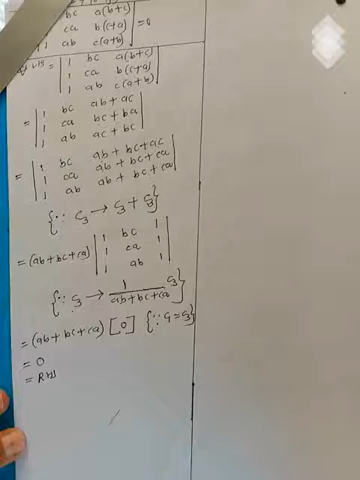 | 1 bc a(b+c) |
| 1 ca b(c+a) | = 0
| 1 ab c(a+b) |
LHS = | 1 bc a(b+c) |
| 1 ca b(c+a) |
| 1 ab c(a+b) |
= | 1 bc ab+ac |
| 1 ca bc+ba |
| 1 ab ac+bc |
= | 1 bc ab+bc+ac |
| 1 ca ab+bc+ca |
| 1 ab ab+bc+ca |
{∵ C₃ → C₃ + C₂}
= (ab+bc+ca) | 1 bc 1 |
| 1 ca 1 |
| 1 ab 1 |
{∵ C₃ → 1/(ab+bc+ca) C₃}
= (ab+bc+ca) [0] {∵ C₁ = C₃}
= 0
= RHS